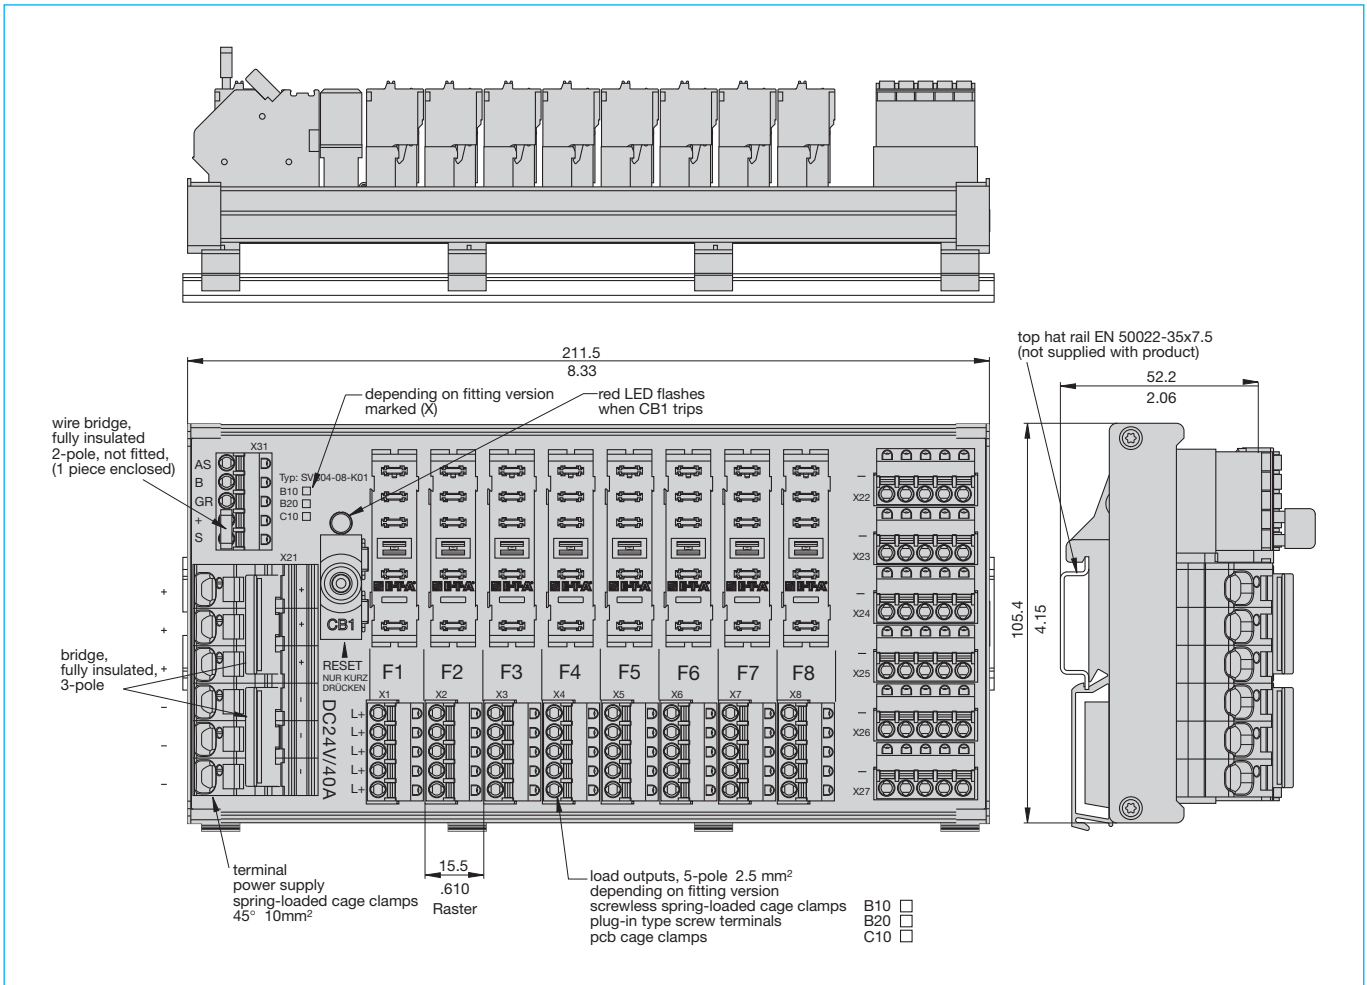 top hat rail EN 50022-35x7.5
(not supplied with product)
211.5
8.33
52.2
2.06
depending on fitting version
marked (X)
red LED flashes
when CB1 trips
wire bridge,
fully insulated
2-pole, not fitted,
(1 piece enclosed)
X31
AS
B
GR
+
S
Typ: SVB04-08-K01
B10
B20
C10
X21
+
+
+
-
-
-
+
+
+
-
-
-
bridge,
fully insulated,
3-pole
CB1
RESET
NUR KURZ
DRÜCKEN
DC24V/40A
E-T-A®
E-T-A®
E-T-A®
E-T-A®
E-T-A®
E-T-A®
E-T-A®
E-T-A®
F1 F2 F3 F4 F5 F6 F7 F8
X1 X2 X3 X4 X5 X6 X7 X8
L+
L+
L+
L+
L+
-
X22
-
X23
-
X24
-
X25
-
X26
-
X27
105.4
4.15
terminal
power supply
spring-loaded cage clamps
45° 10mm²
15.5
.610
Raster
load outputs, 5-pole 2.5 mm²
depending on fitting version
screwless spring-loaded cage clamps B10
plug-in type screw terminals B20
pcb cage clamps C10